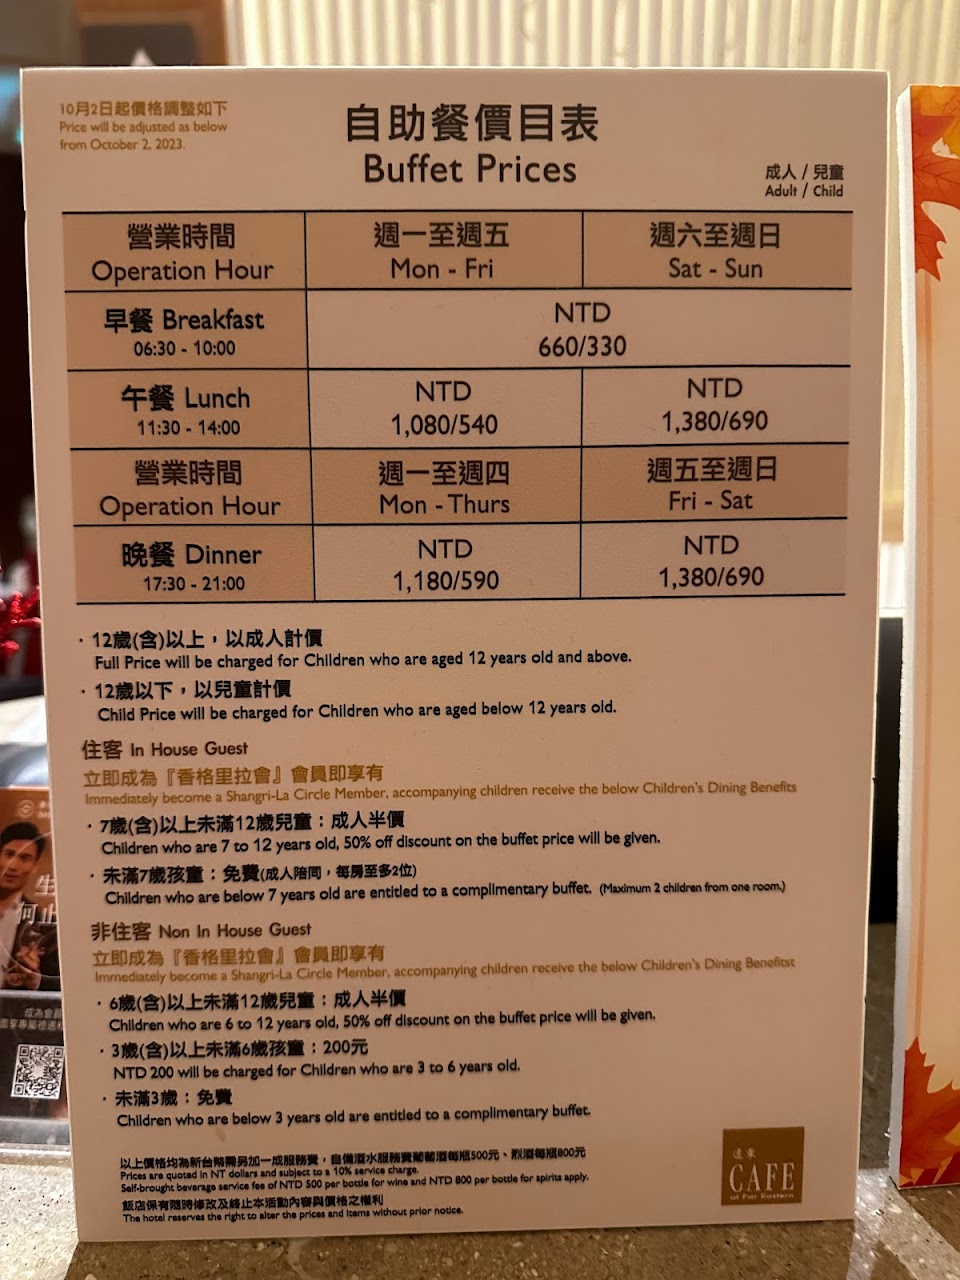 10月2日起價格調整如下
Price will be adjusted as below
from October 2, 2023.
自助餐價目表
Buffet Prices
成人 / 兒童
Adult / Child
營業時間
Operation Hour
週一至週五
Mon - Fri
週六至週日
Sat - Sun
早餐 Breakfast
06:30 - 10:00
NTD
660/330
午餐 Lunch
11:30 - 14:00
NTD
1,080/540
NTD
1,380/690
營業時間
Operation Hour
週一至週四
Mon - Thurs
週五至週日
Fri - Sat
晚餐 Dinner
17:30 - 21:00
NTD
1,180/590
NTD
1,380/690
· 12歲(含)以上，以成人計價
Full Price will be charged for Children who are aged 12 years old and above.
· 12歲以下，以兒童計價
Child Price will be charged for Children who are aged below 12 years old.
住客 In House Guest
立即成為『香格里拉會』會員即享有
Immediately become a Shangri-La Circle Member, accompanying children receive the below Children's Dining Benefits
· 7歲(含)以上未滿12歲兒童：成人半價
Children who are 7 to 12 years old, 50% off discount on the buffet price will be given.
· 未滿7歲孩童：免費(成人陪同，每房至多2位)
Children who are below 7 years old are entitled to a complimentary buffet. (Maximum 2 children from one room.)
非住客 Non In House Guest
立即成為『香格里拉會』會員即享有
Immediately become a Shangri-La Circle Member, accompanying children receive the below Children's Dining Benefitst
· 6歲(含)以上未滿12歲兒童：成人半價
Children who are 6 to 12 years old, 50% off discount on the buffet price will be given.
· 3歲(含)以上未滿6歲孩童：200元
NTD 200 will be charged for Children who are 3 to 6 years old.
· 未滿3歲：免費
Children who are below 3 years old are entitled to a complimentary buffet.
以上價格均為新台幣需另加一成服務費，自備酒水服務費葡萄酒每瓶500元、烈酒每瓶800元
Prices are quoted in NT dollars and subject to a 10% service charge.
Self-brought beverage service fee of NTD 500 per bottle for wine and NTD 800 per bottle for spirits apply.
飯店保有隨時修改及終止本活動內容與價格之權利
The hotel reserves the right to alter the prices and items without prior notice.
遠東
CAFE
at Far Eastern
何止
成為會員